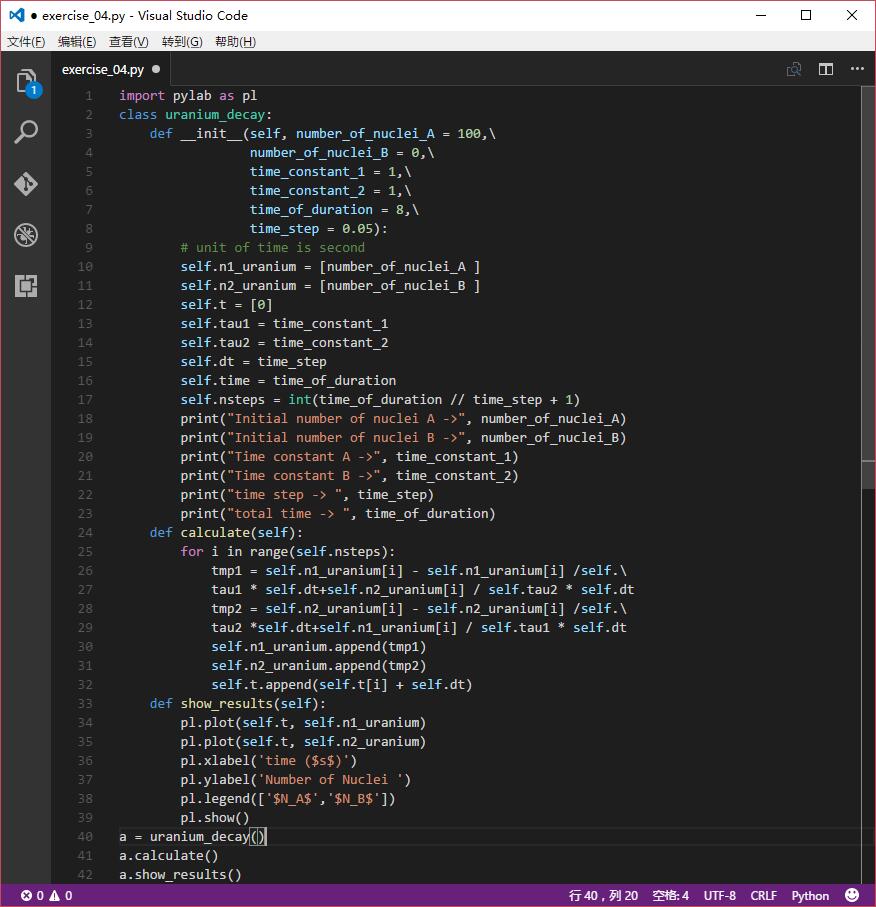 ● exercise_04.py - Visual Studio Code
文件(F) 编辑(E) 查看(V) 转到(G) 帮助(H)
exercise_04.py ●
1
1 import pylab as pl
2 class uranium_decay:
3 def __init__(self, number_of_nuclei_A = 100,\
4 number_of_nuclei_B = 0,\
5 time_constant_1 = 1,\
6 time_constant_2 = 1,\
7 time_of_duration = 8,\
8 time_step = 0.05):
9 # unit of time is second
10 self.n1_uranium = [number_of_nuclei_A ]
11 self.n2_uranium = [number_of_nuclei_B ]
12 self.t = [0]
13 self.tau1 = time_constant_1
14 self.tau2 = time_constant_2
15 self.dt = time_step
16 self.time = time_of_duration
17 self.nsteps = int(time_of_duration // time_step + 1)
18 print("Initial number of nuclei A ->", number_of_nuclei_A)
19 print("Initial number of nuclei B ->", number_of_nuclei_B)
20 print("Time constant A ->", time_constant_1)
21 print("Time constant B ->", time_constant_2)
22 print("time step -> ", time_step)
23 print("total time -> ", time_of_duration)
24 def calculate(self):
25 for i in range(self.nsteps):
26 tmp1 = self.n1_uranium[i] - self.n1_uranium[i] /self.\
27 tau1 * self.dt+self.n2_uranium[i] / self.tau2 * self.dt
28 tmp2 = self.n2_uranium[i] - self.n2_uranium[i] /self.\
29 tau2 *self.dt+self.n1_uranium[i] / self.tau1 * self.dt
30 self.n1_uranium.append(tmp1)
31 self.n2_uranium.append(tmp2)
32 self.t.append(self.t[i] + self.dt)
33 def show_results(self):
34 pl.plot(self.t, self.n1_uranium)
35 pl.plot(self.t, self.n2_uranium)
36 pl.xlabel('time ($s$)')
37 pl.ylabel('Number of Nuclei ')
38 pl.legend(['$N_A$','$N_B$'])
39 pl.show()
40 a = uranium_decay()
41 a.calculate()
42 a.show_results()
0 0 行 40，列 20 空格: 4 UTF-8 CRLF Python